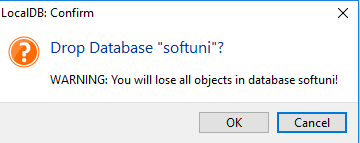 LocalDB: Confirm
Drop Database "softuni"?
WARNING: You will lose all objects in database softuni!
OK
Cancel